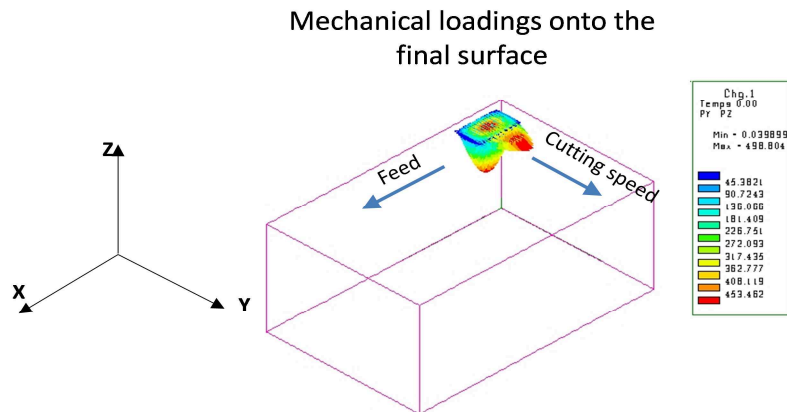 Mechanical loadings onto the
final surface
Z
X
Y
Feed
Cutting speed
Chg.1
Temps 0.00
PY PZ
Min - 0.039899
Max - 498.804
45.3821
90.7243
136.066
181.409
226.751
272.093
317.435
362.777
408.119
453.462